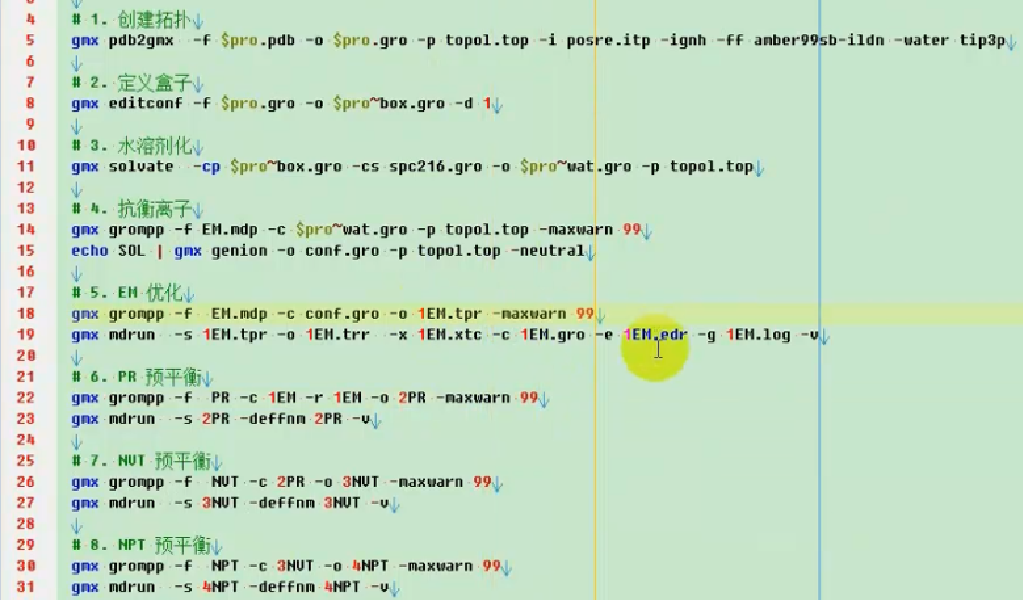 4 # 1. 创建拓扑
5 gmx pdb2gmx -f $pro.pdb -o $pro.gro -p topol.top -i posre.itp -ignh -ff amber99sb-ildn -water tip3p
6
7 # 2. 定义盒子
8 gmx editconf -f $pro.gro -o $pro~box.gro -d 1
9
10 # 3. 水溶剂化
11 gmx solvate -cp $pro~box.gro -cs spc216.gro -o $pro~wat.gro -p topol.top
12
13 # 4. 抗衡离子
14 gmx grompp -f EM.mdp -c $pro~wat.gro -p topol.top -maxwarn 99
15 echo SOL | gmx genion -o conf.gro -p topol.top -neutral
16
17 # 5. EM 优化
18 gmx grompp -f EM.mdp -c conf.gro -o 1EM.tpr -maxwarn 99
19 gmx mdrun -s 1EM.tpr -o 1EM.trr -x 1EM.xtc -c 1EM.gro -e 1EM.edr -g 1EM.log -v
20
21 # 6. PR 预平衡
22 gmx grompp -f PR -c 1EM -r 1EM -o 2PR -maxwarn 99
23 gmx mdrun -s 2PR -deffnm 2PR -v
24
25 # 7. NVT 预平衡
26 gmx grompp -f NVT -c 2PR -o 3NVT -maxwarn 99
27 gmx mdrun -s 3NVT -deffnm 3NVT -v
28
29 # 8. NPT 预平衡
30 gmx grompp -f NPT -c 3NVT -o 4NPT -maxwarn 99
31 gmx mdrun -s 4NPT -deffnm 4NPT -v